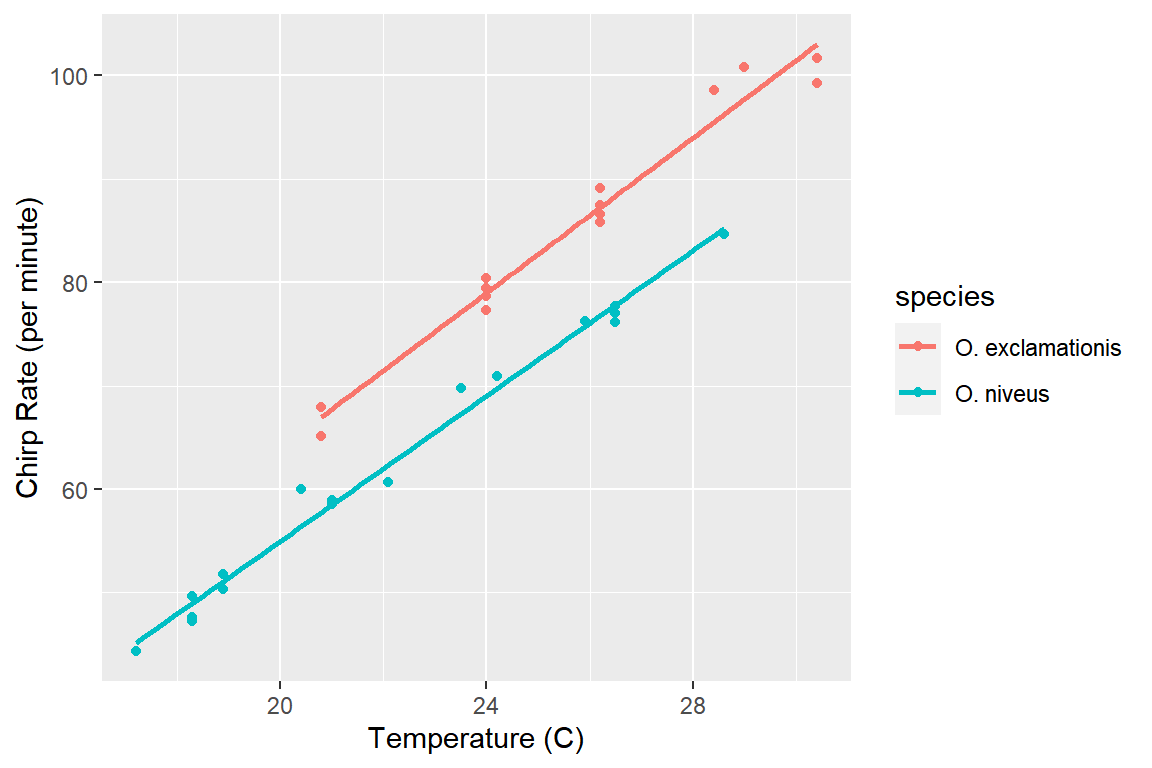 100
80
60
20 24 28
Temperature (C)
Chirp Rate (per minute)
species
O. exclamationis
O. niveus